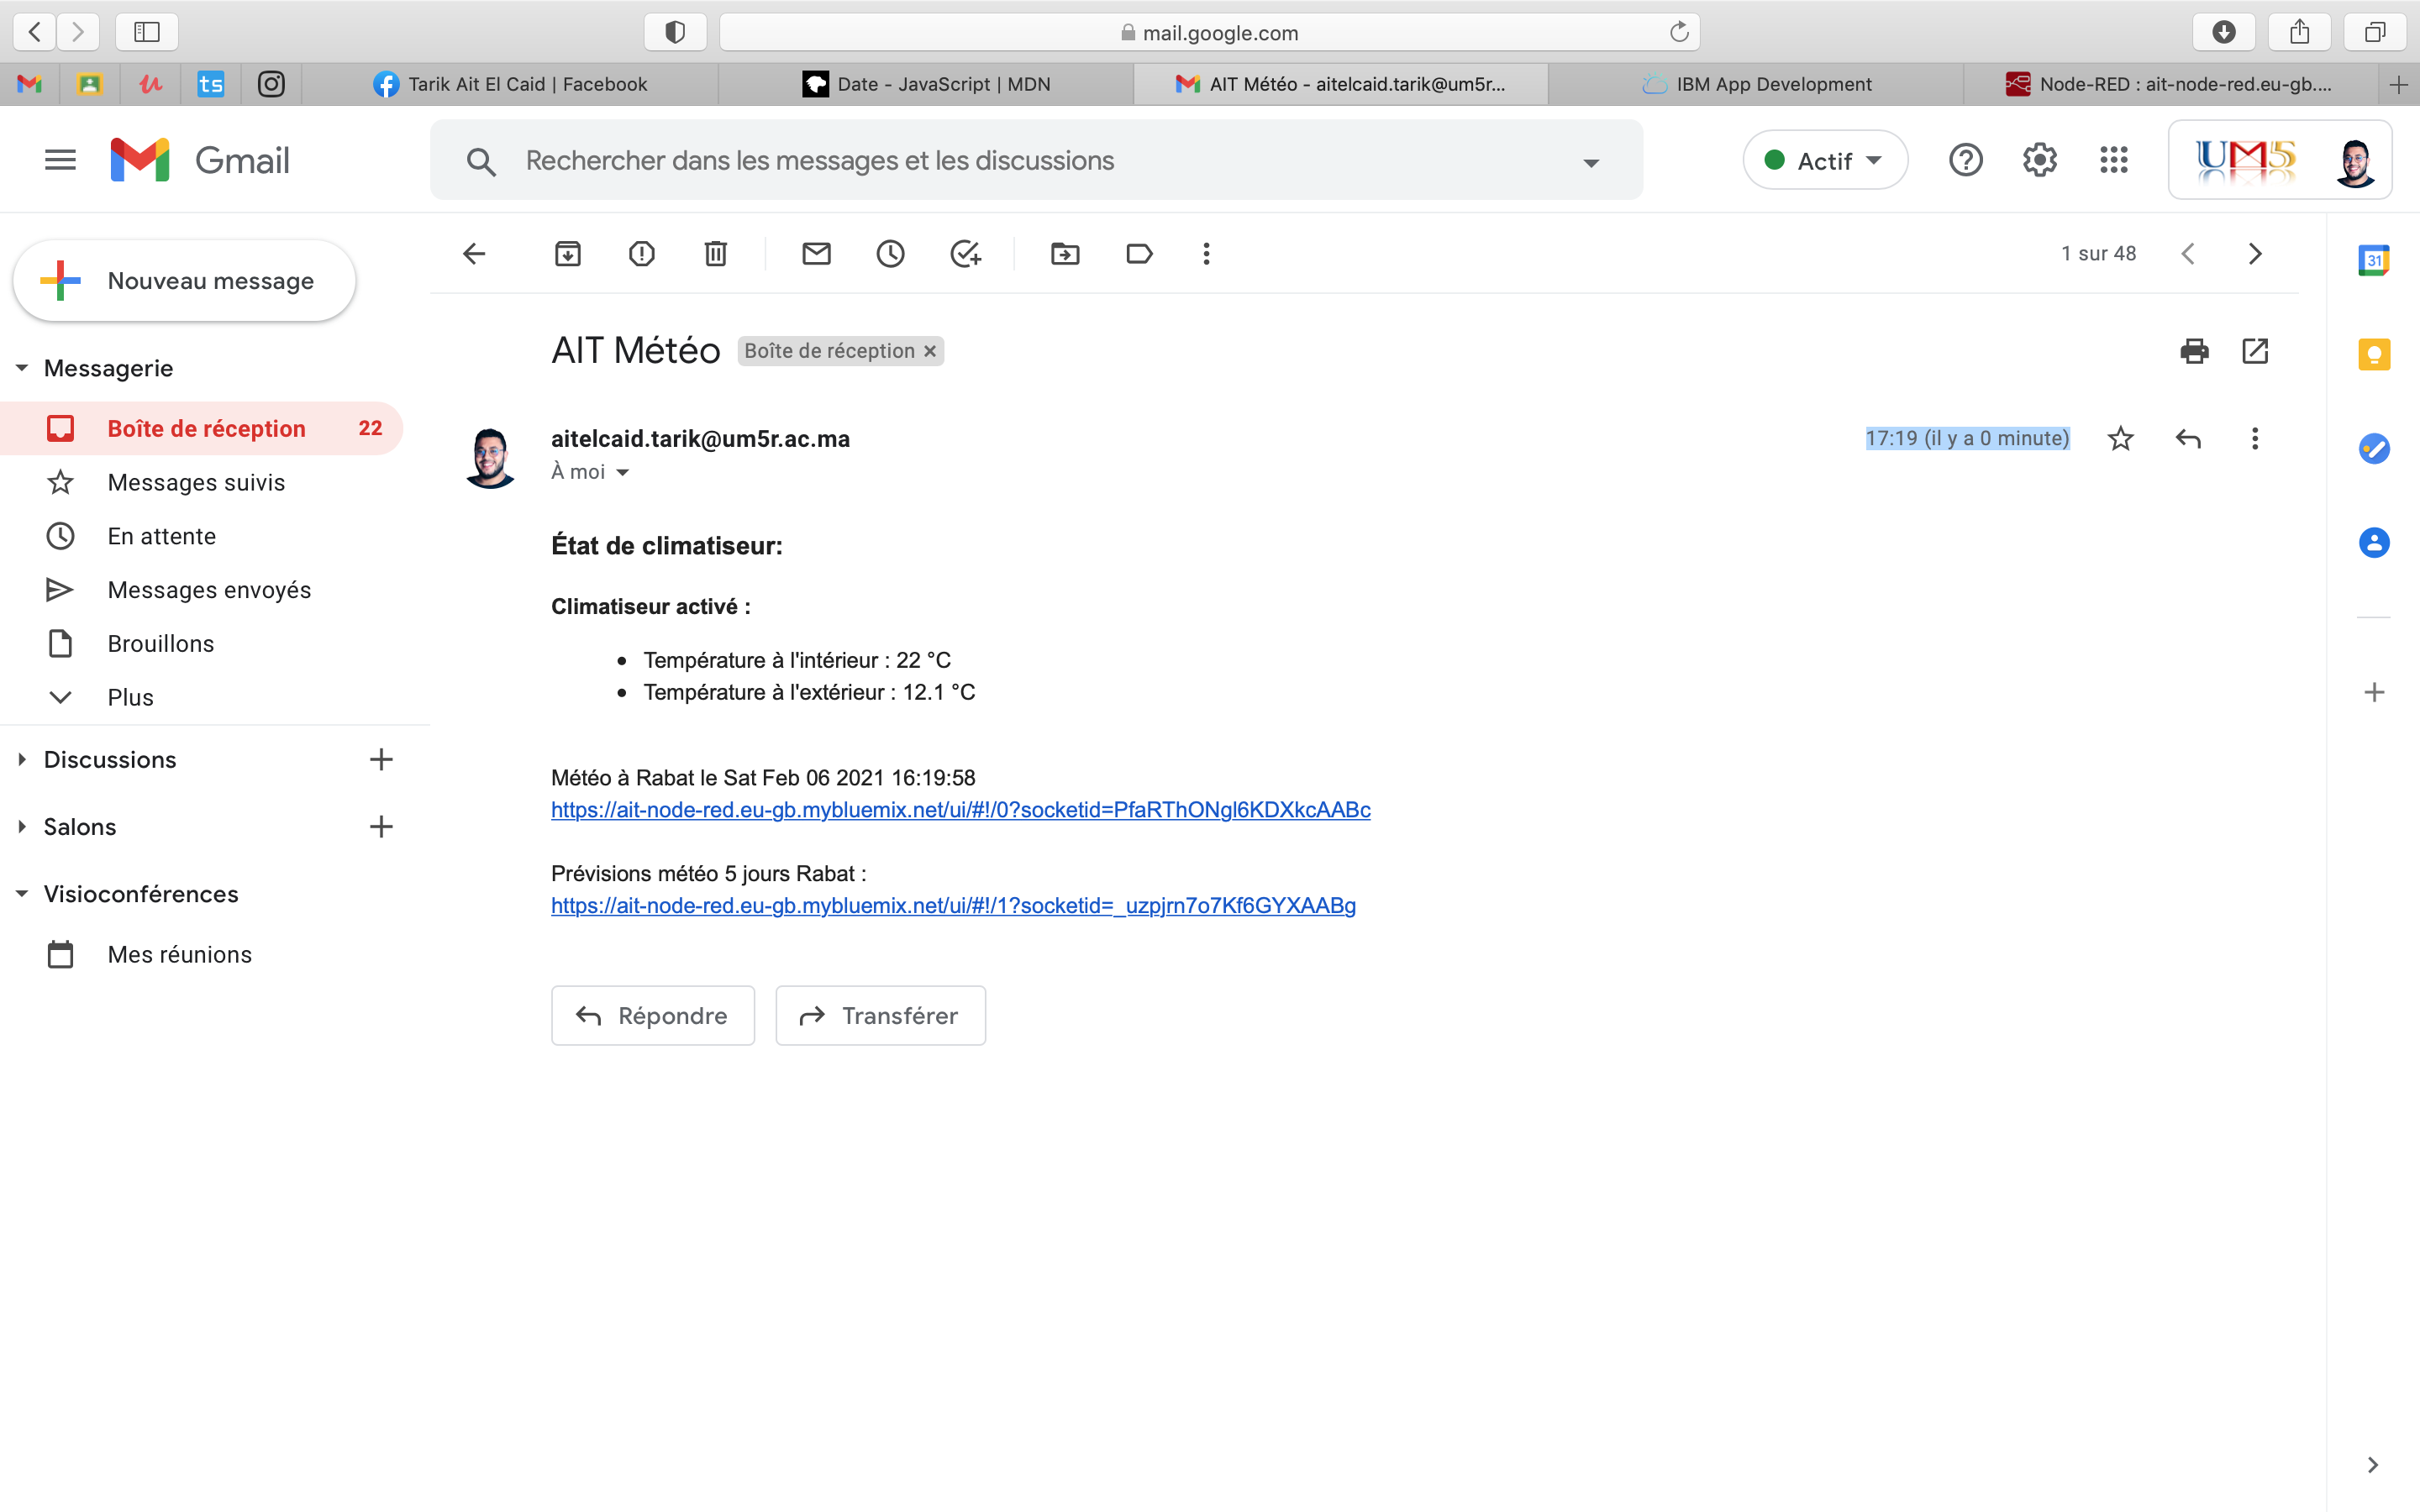 mail.google.com
ts
Tarik Ait El Caid | Facebook
Date - JavaScript | MDN
AIT Météo - aitelcaid.tarik@um5r...
IBM App Development
Node-RED : ait-node-red.eu-gb....
Gmail
Rechercher dans les messages et les discussions
Actif
UM5
Nouveau message
1 sur 48
31
Messagerie
Boîte de réception 22
Messages suivis
En attente
Messages envoyés
Brouillons
Plus
Discussions
Salons
Visioconférences
Mes réunions
AIT Météo
Boîte de réception ×
aitelcaid.tarik@um5r.ac.ma
17:19 (il y a 0 minute)
À moi
État de climatiseur:
Climatiseur activé :
• Température à l'intérieur : 22 °C
• Température à l'extérieur : 12.1 °C
Météo à Rabat le Sat Feb 06 2021 16:19:58
https://ait-node-red.eu-gb.mybluemix.net/ui/#!/0?socketid=PfaRThONgl6KDXkcAABc
Prévisions météo 5 jours Rabat :
https://ait-node-red.eu-gb.mybluemix.net/ui/#!/1?socketid=_uzpjrn7o7Kf6GYXAABg
Répondre
Transférer